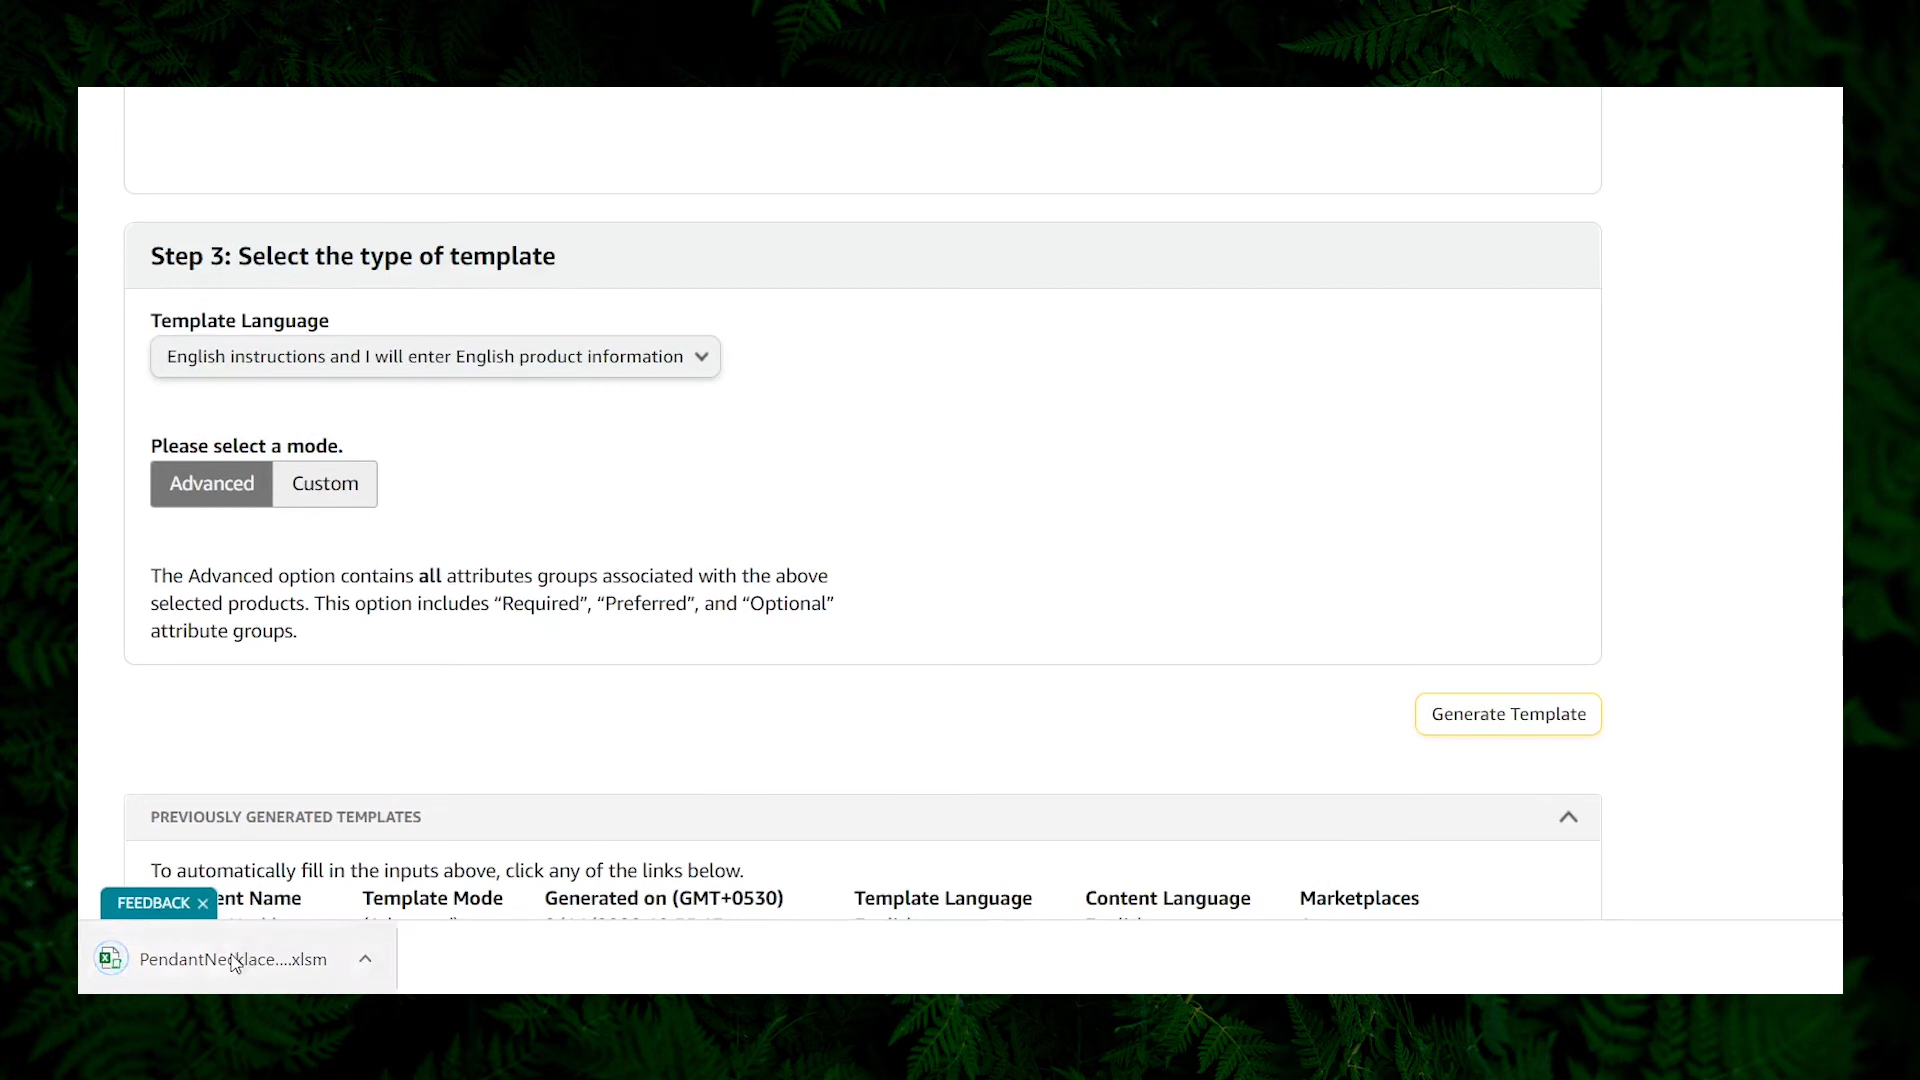 Step 3: Select the type of template
Template Language
English instructions and I will enter English product information
Please select a mode.
Advanced
Custom
The Advanced option contains all attributes groups associated with the above
selected products. This option includes “Required”, “Preferred”, and “Optional”
attribute groups.
Generate Template
PREVIOUSLY GENERATED TEMPLATES
To automatically fill in the inputs above, click any of the links below.
Name Template Mode Generated on (GMT+0530) Template Language Content Language Marketplaces
FEEDBACK ×
PendantNecklace....xlsm